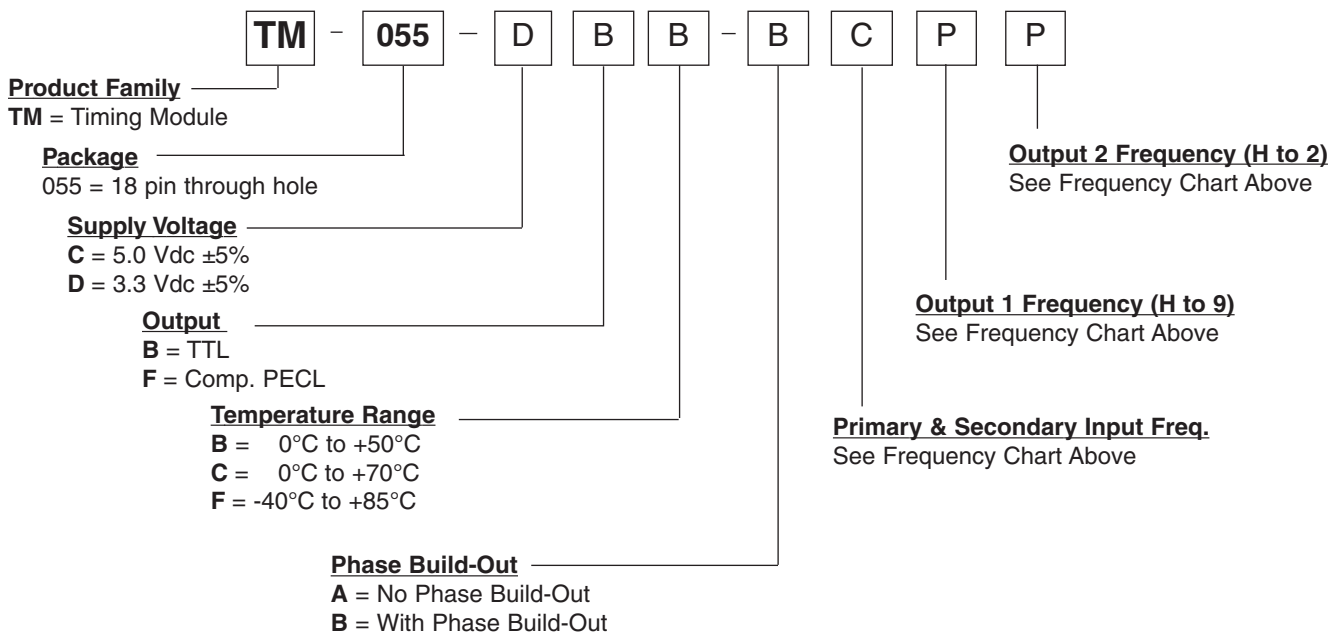 TM - 055 - D B B - B C P P
Product Family
TM = Timing Module
Package
055 = 18 pin through hole
Supply Voltage
C = 5.0 Vdc ±5%
D = 3.3 Vdc ±5%
Output
B = TTL
F = Comp. PECL
Temperature Range
B = 0°C to +50°C
C = 0°C to +70°C
F = -40°C to +85°C
Phase Build-Out
A = No Phase Build-Out
B = With Phase Build-Out
Output 2 Frequency (H to 2)
See Frequency Chart Above
Output 1 Frequency (H to 9)
See Frequency Chart Above
Primary & Secondary Input Freq.
See Frequency Chart Above